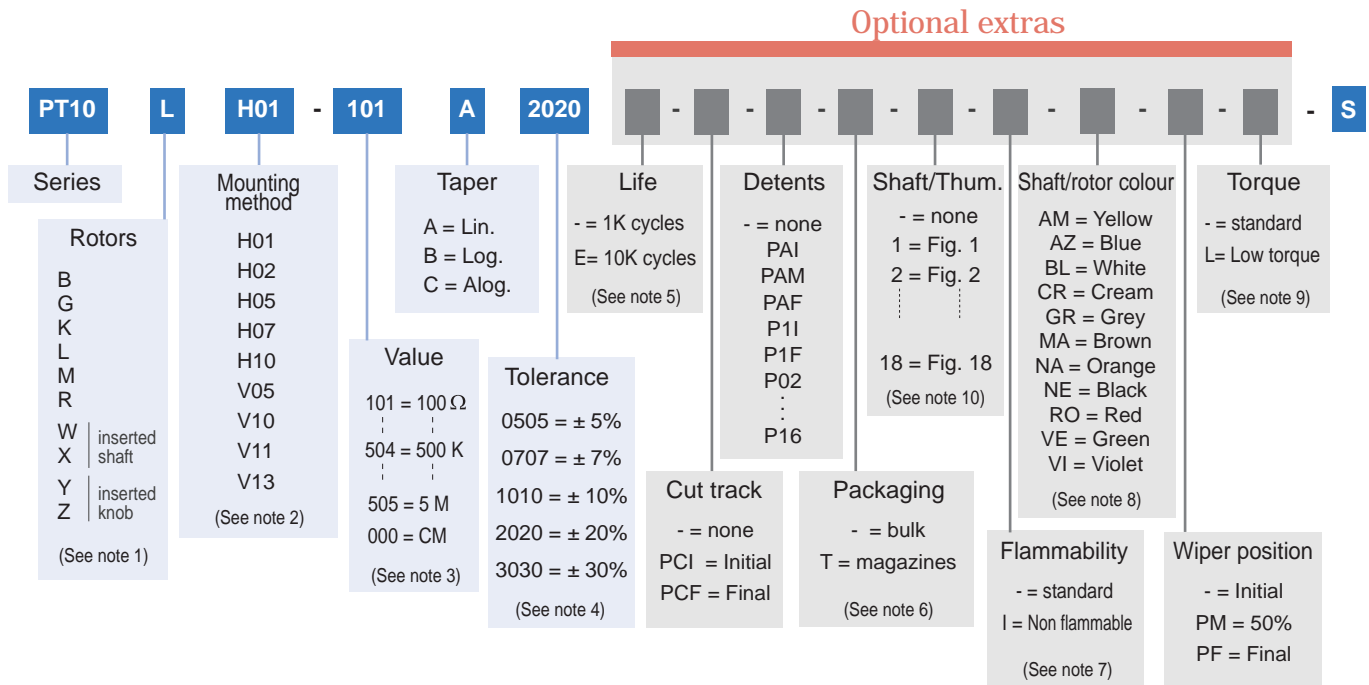 Optional extras
PT10 L H01 - 101 A 2020 - - - - - - - - - S
Series
Rotors
B
G
K
L
M
R
W
X
inserted
shaft
Y
Z
inserted
knob
(See note 1)
Mounting
method
H01
H02
H05
H07
H10
V05
V10
V11
V13
(See note 2)
Value
101 = 100 Ω
504 = 500 K
505 = 5 M
000 = CM
(See note 3)
Taper
A = Lin.
B = Log.
C = Alog.
Tolerance
0505 = ± 5%
0707 = ± 7%
1010 = ± 10%
2020 = ± 20%
3030 = ± 30%
(See note 4)
Life
- = 1K cycles
E= 10K cycles
(See note 5)
Cut track
- = none
PCI = Initial
PCF = Final
Detents
- = none
PAI
PAM
PAF
P1I
P1F
P02
:
P16
Packaging
- = bulk
T = magazines
(See note 6)
Shaft/Thum.
- = none
1 = Fig. 1
2 = Fig. 2
18 = Fig. 18
(See note 10)
Flammability
- = standard
I = Non flammable
(See note 7)
Shaft/rotor colour
AM = Yellow
AZ = Blue
BL = White
CR = Cream
GR = Grey
MA = Brown
NA = Orange
NE = Black
RO = Red
VE = Green
VI = Violet
(See note 8)
Wiper position
- = Initial
PM = 50%
PF = Final
Torque
- = standard
L= Low torque
(See note 9)